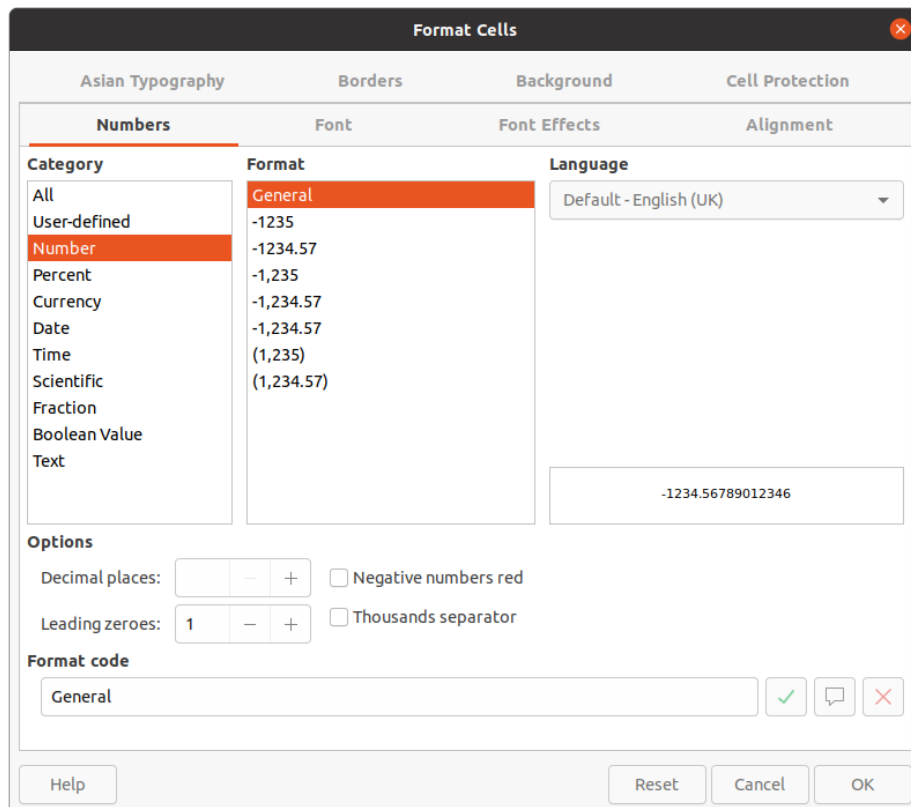 Format Cells
Asian Typography Borders Background Cell Protection
Numbers Font Font Effects Alignment
Category Format Language
All General Default - English (UK)
User-defined -1235
Number -1234.57
Percent -1,235
Currency -1,234.57
Date -1,234.57
Time (1,235)
Scientific (1,234.57)
Fraction
Boolean Value
Text
-1234.56789012346
Options
Decimal places: Negative numbers red
Leading zeroes: 1 Thousands separator
Format code
General
Help Reset Cancel OK